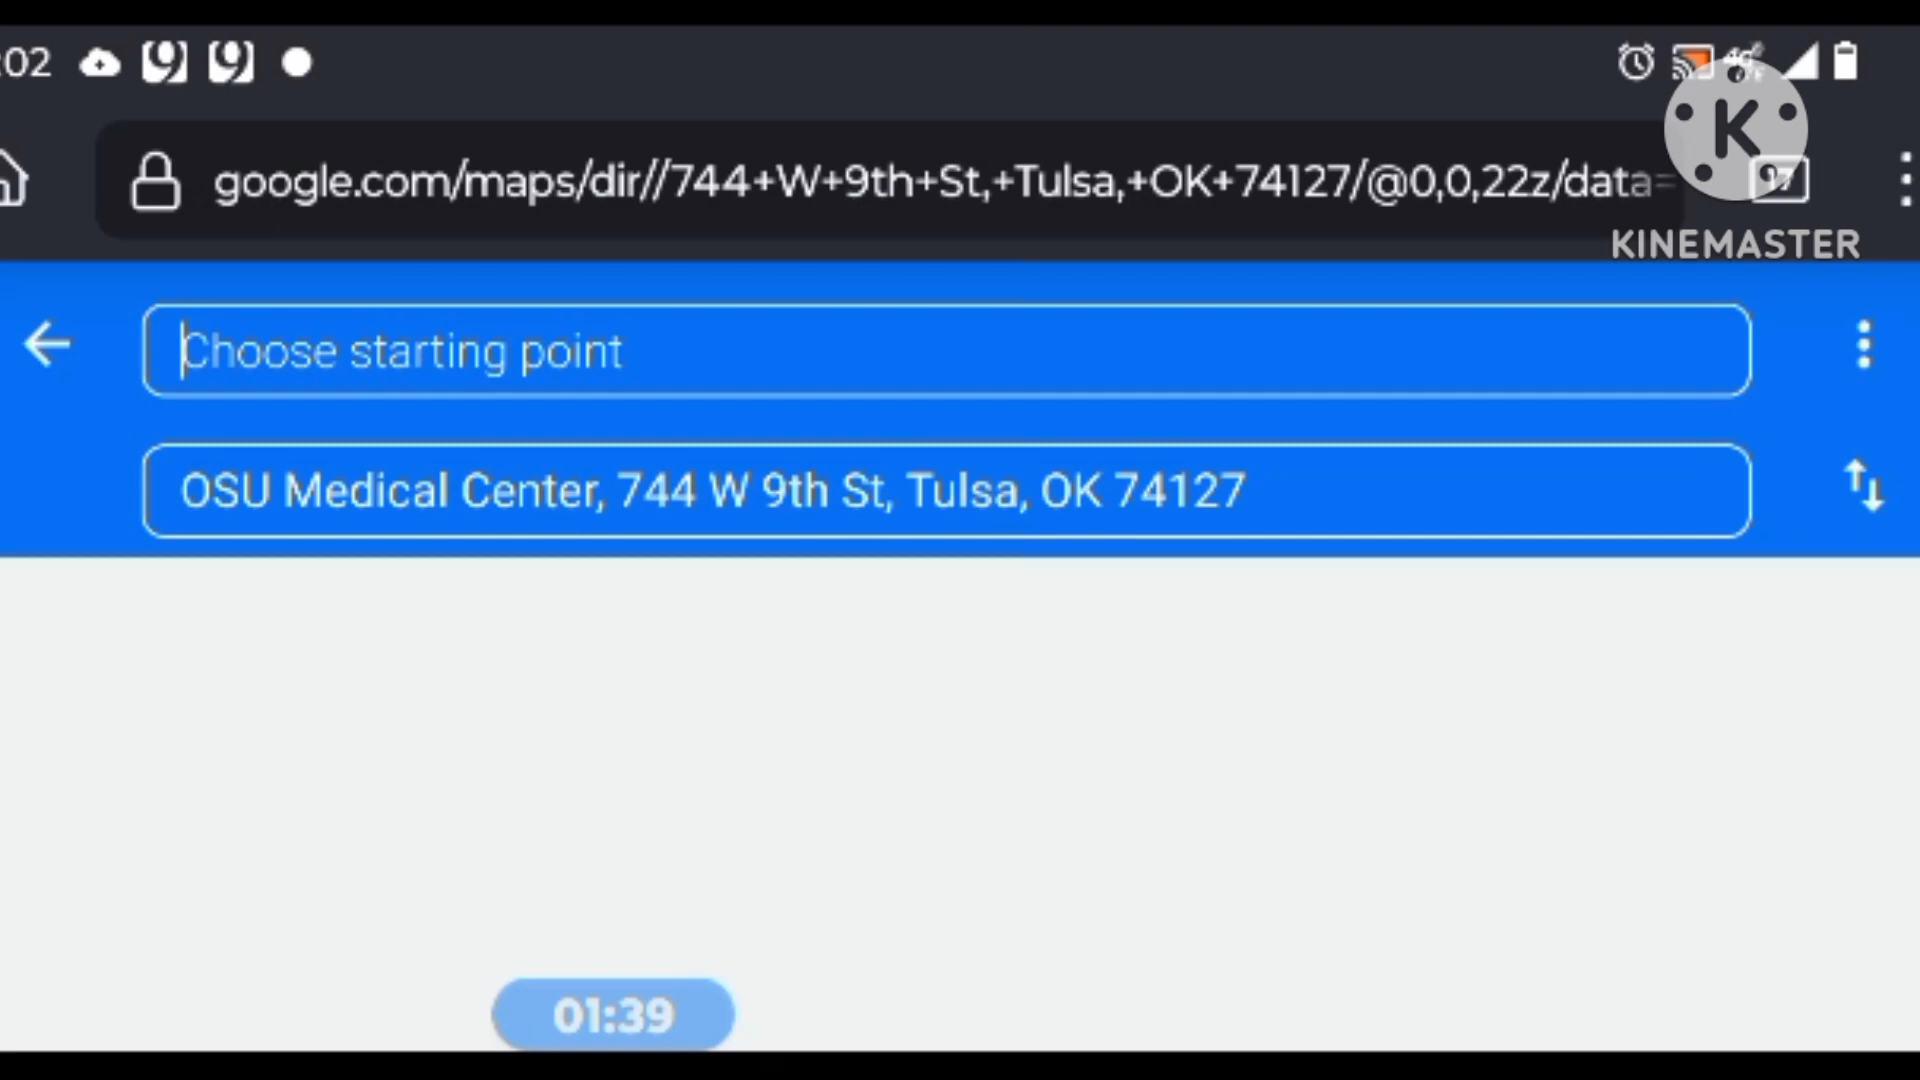 :02
google.com/maps/dir//744+W+9th+St,+Tulsa,+OK+74127/@0,0,22z/data=
K
KINEMASTER
Choose starting point
OSU Medical Center, 744 W 9th St, Tulsa, OK 74127
01:39